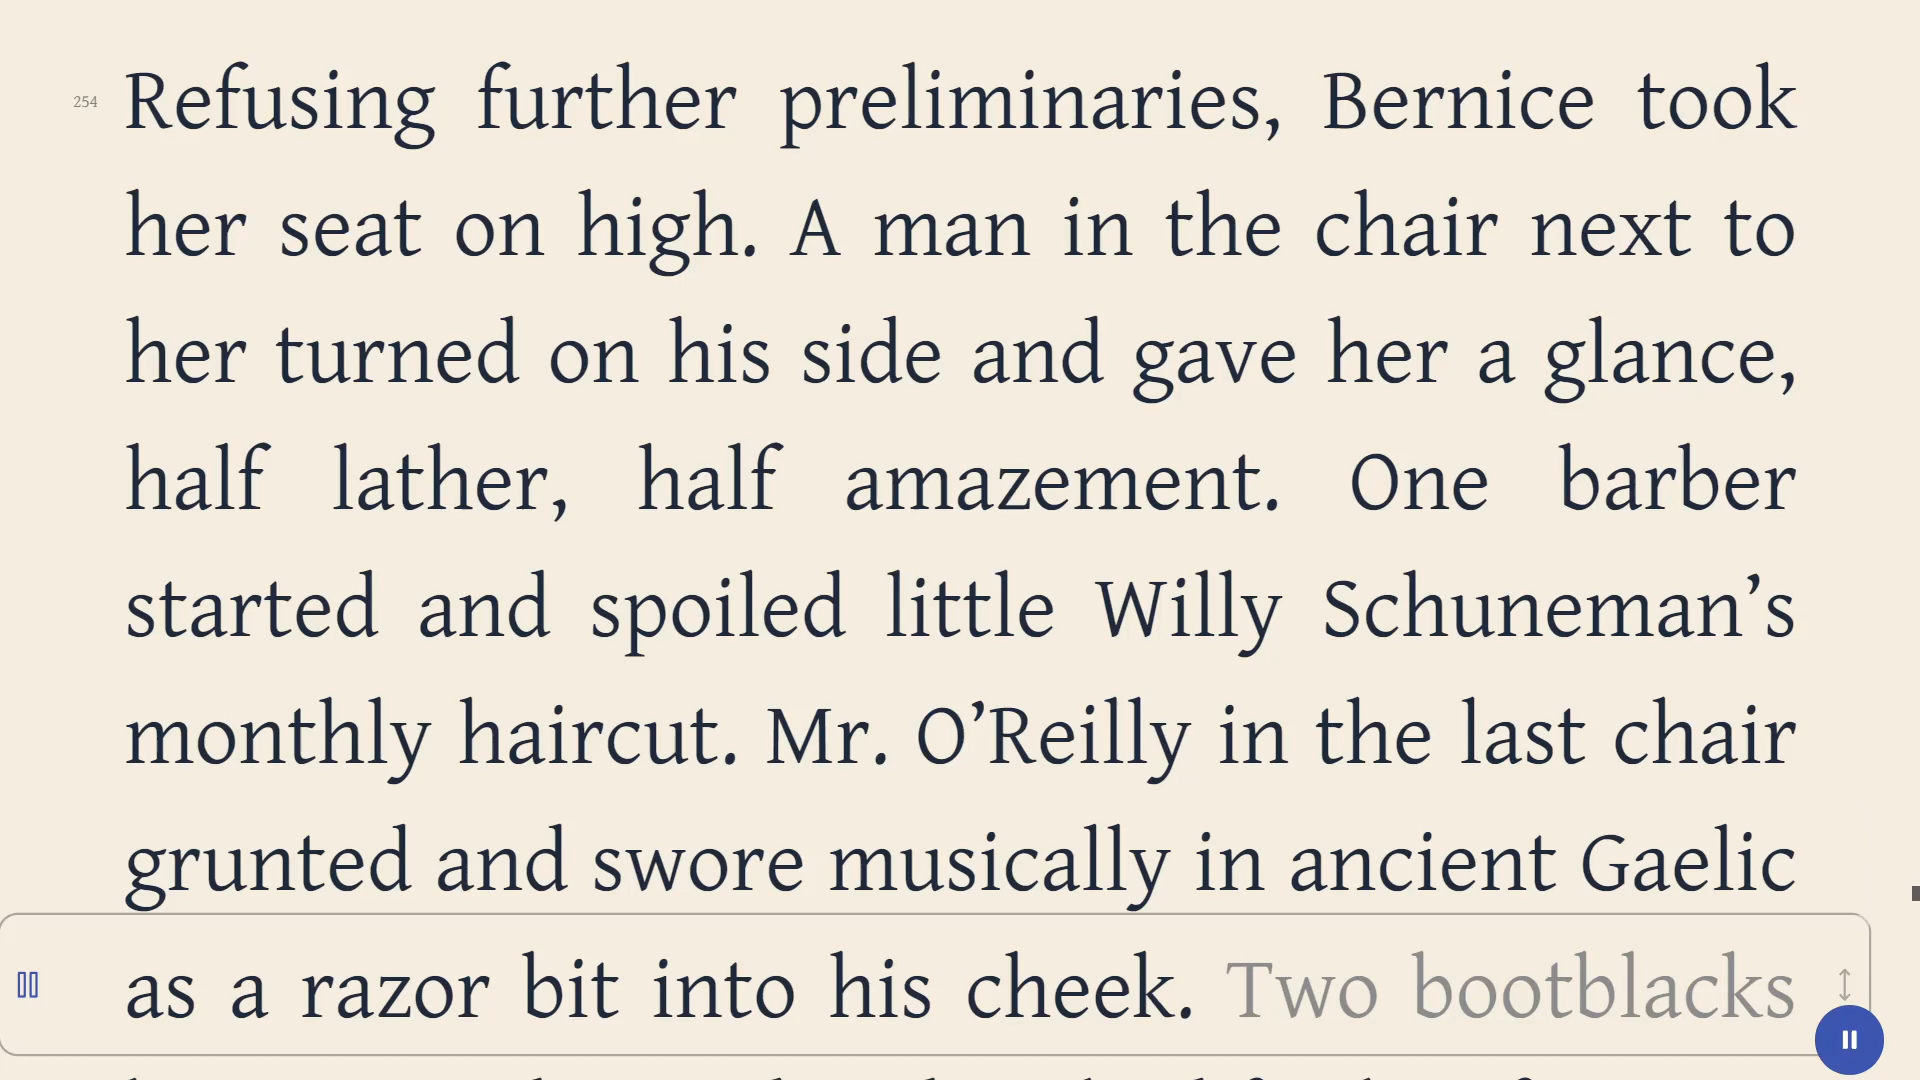 254
Refusing further preliminaries, Bernice took
her seat on high. A man in the chair next to
her turned on his side and gave her a glance,
half lather, half amazement. One barber
started and spoiled little Willy Schuneman’s
monthly haircut. Mr. O’Reilly in the last chair
grunted and swore musically in ancient Gaelic
as a razor bit into his cheek. Two bootblacks